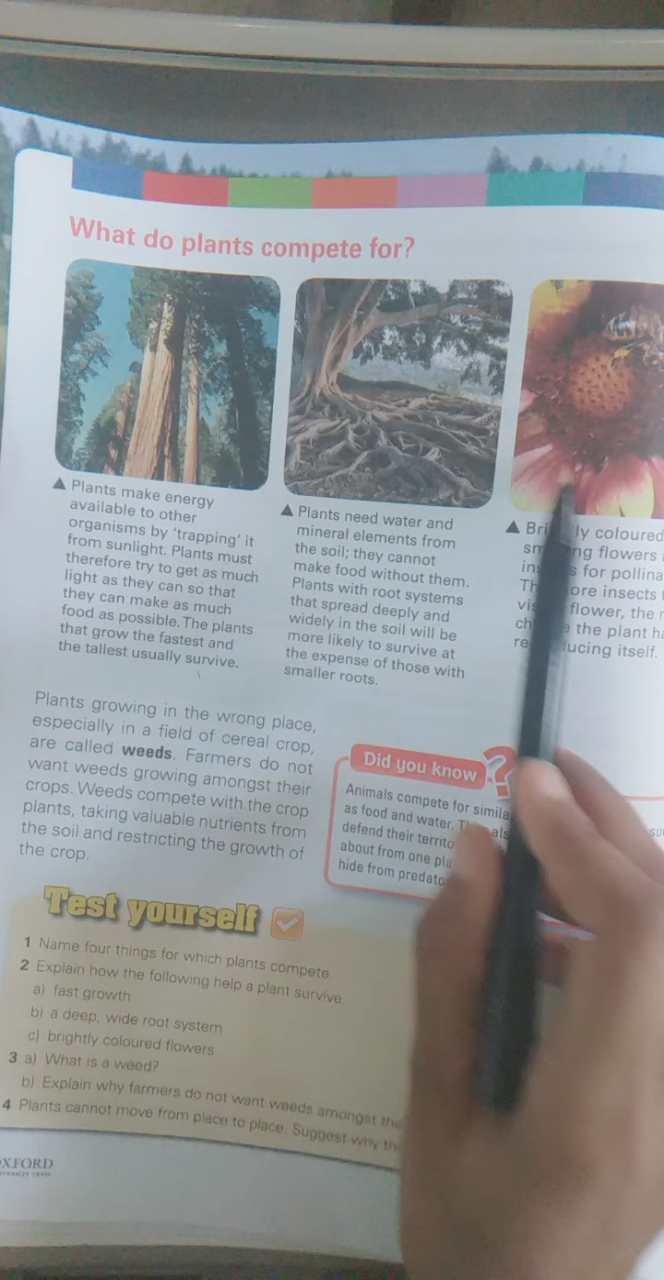 What do plants compete for?
▲ Plants make energy
available to other
organisms by 'trapping' it
from sunlight. Plants must
therefore try to get as much
light as they can so that
they can make as much
food as possible. The plants
that grow the fastest and
the tallest usually survive.
▲ Plants need water and
mineral elements from
the soil; they cannot
make food without them.
Plants with root systems
that spread deeply and
widely in the soil will be
more likely to survive at
the expense of those with
smaller roots.
▲ ly coloured
flowers
for pollina
ore insects
flower, the
the plant
ucing itself.
Plants growing in the wrong place,
especially in a field of cereal crop,
are called weeds. Farmers do not
want weeds growing amongst their
crops. Weeds compete with the crop
plants, taking valuable nutrients from
the soil and restricting the growth of
the crop.
Did you know ?
Animals compete for simila
as food and water.
defend their territo
about from one pla
hide from predato
Test yourself
1 Name four things for which plants compete
2 Explain how the following help a plant survive.
a) fast growth
b) a deep, wide root system
c) brightly coloured flowers
3 a) What is a weed?
b) Explain why farmers do not want weeds amongst the
4 Plants cannot move from place to place. Suggest why th
XFORD